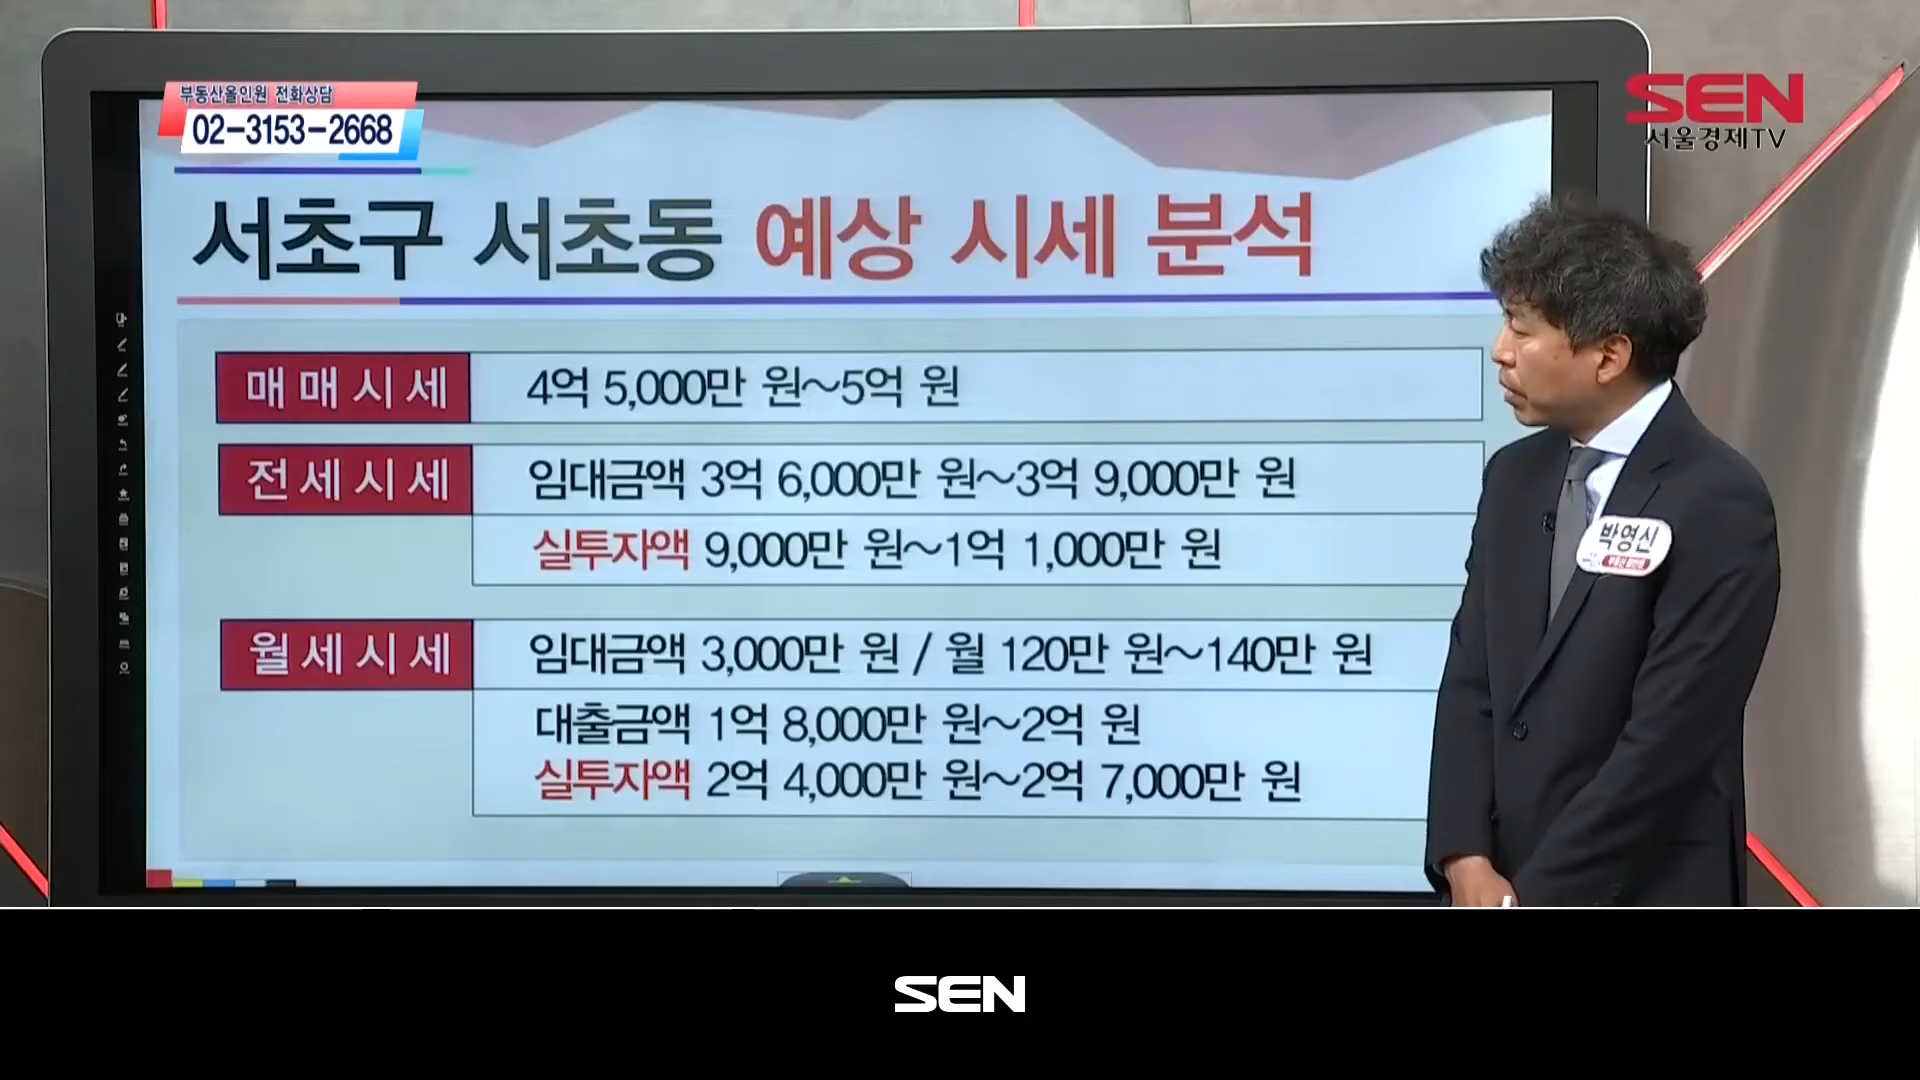 부동산올인원 전화상담
02-3153-2668
SEN
서울경제TV
서초구 서초동 예상 시세 분석
매매시세 4억 5,000만 원~5억 원
전세시세 임대금액 3억 6,000만 원~3억 9,000만 원
실투자액 9,000만 원~1억 1,000만 원
월세시세 임대금액 3,000만 원 / 월 120만 원~140만 원
대출금액 1억 8,000만 원~2억 원
실투자액 2억 4,000만 원~2억 7,000만 원
박영신
SEN